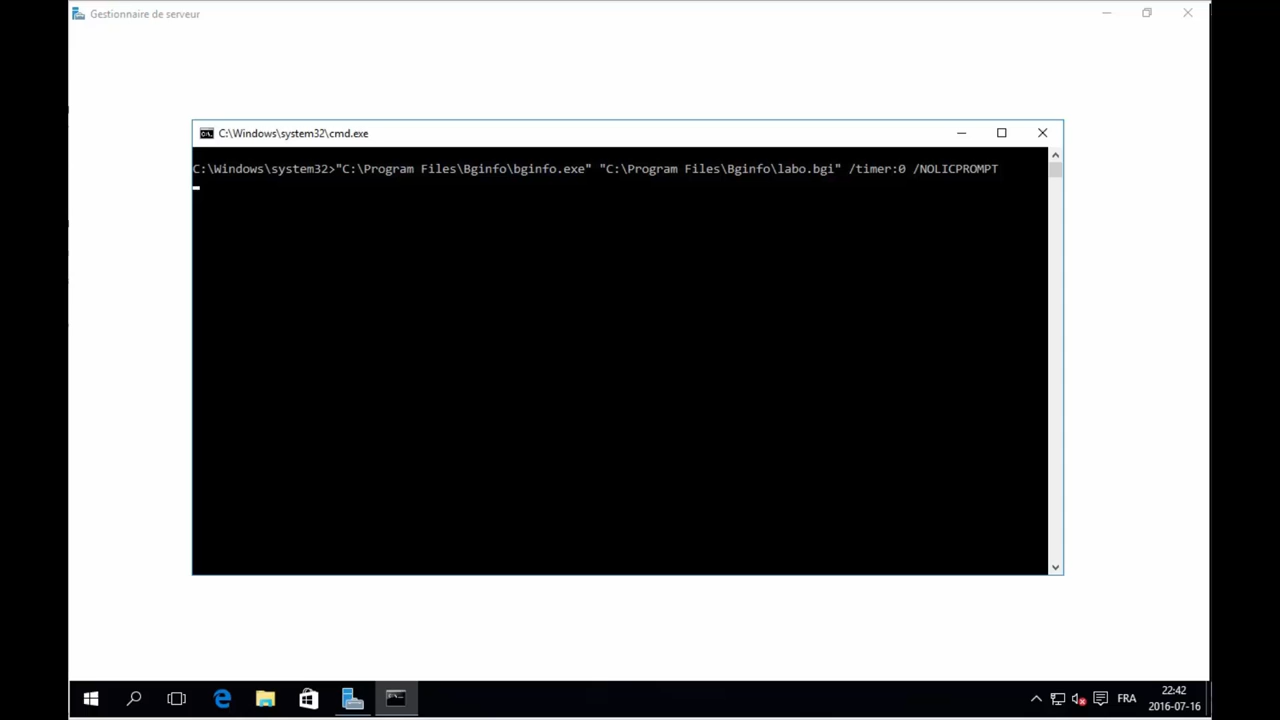 Gestionnaire de serveur
C:\Windows\system32\cmd.exe
C:\Windows\system32>"C:\Program Files\Bginfo\bginfo.exe" "C:\Program Files\Bginfo\labo.bgi" /timer:0 /NOLICPROMPT
FRA
22:42
2016-07-16